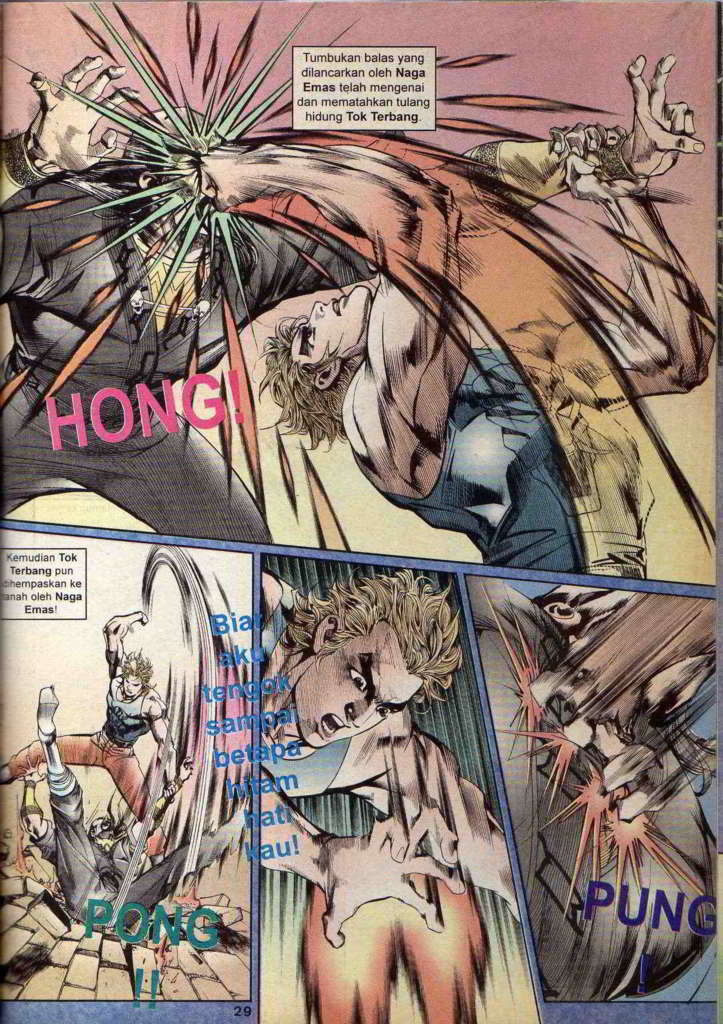 Tumbukan balas yang
dilancarkan oleh Naga
Emas telah mengenai
dan mematahkan tulang
hidung Tok Terbang.
HONG!
Kemudian Tok
Terbang pun
dihempaskan ke
tanah oleh Naga
Emas!
Biar
aku
tengok
sampai
betapa
hitam
hati
kau!
PONG
!!
PUNG
!
29